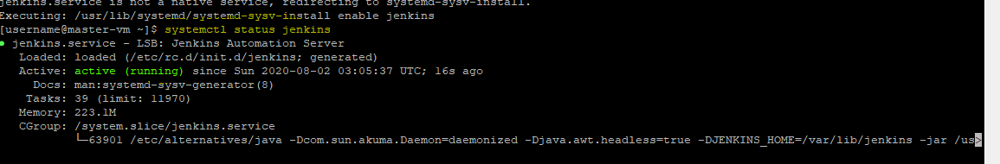 jenkins.service is not a native service, redirecting to systemd-sysv-install.
Executing: /usr/lib/systemd/systemd-sysv-install enable jenkins
[username@master-vm ~]$ systemctl status jenkins
● jenkins.service - LSB: Jenkins Automation Server
   Loaded: loaded (/etc/rc.d/init.d/jenkins; generated)
   Active: active (running) since Sun 2020-08-02 03:05:37 UTC; 16s ago
     Docs: man:systemd-sysv-generator(8)
    Tasks: 39 (limit: 11970)
   Memory: 223.1M
   CGroup: /system.slice/jenkins.service
           └─63901 /etc/alternatives/java -Dcom.sun.akuma.Daemon=daemonized -Djava.awt.headless=true -DJENKINS_HOME=/var/lib/jenkins -jar /us>